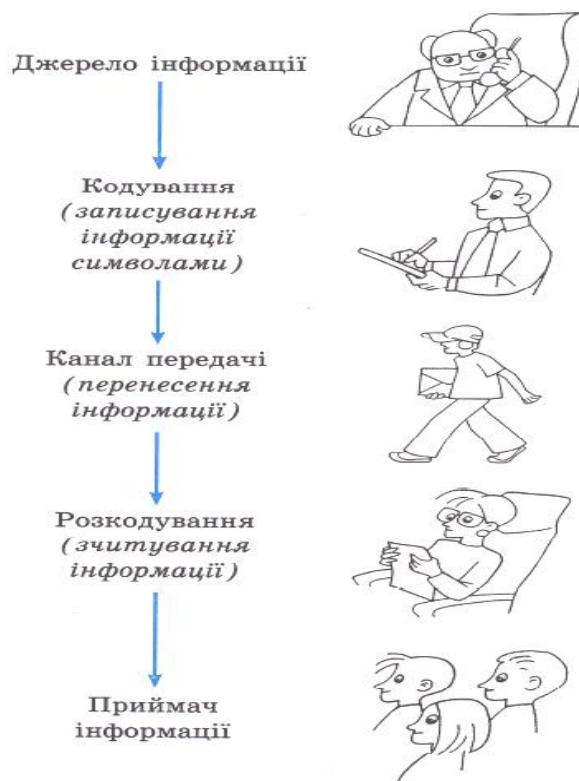 Джерело інформації
Кодування
(записування
інформації
символами)
Канал передачі
(перенесення
інформації)
Розкодування
(зчитування
інформації)
Приймач
інформації